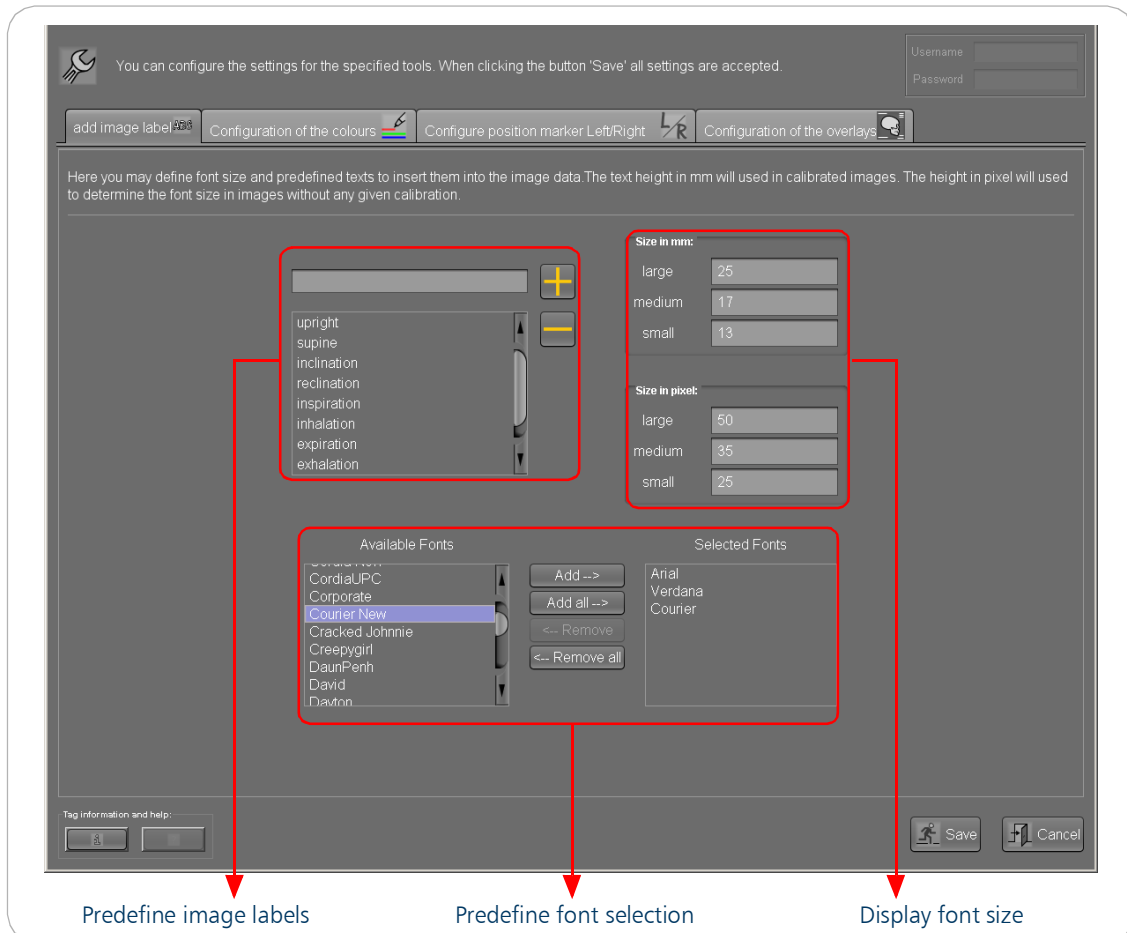 You can configure the settings for the specified tools. When clicking the button 'Save' all settings are accepted.
Username
Password
add image label ABC
Configuration of the colours
Configure position marker Left/Right L/R
Configuration of the overlays
Here you may define font size and predefined texts to insert them into the image data.The text height in mm will used in calibrated images. The height in pixel will used
to determine the font size in images without any given calibration.
upright
supine
inclination
reclination
inspiration
inhalation
expiration
exhalation
Size in mm:
large 25
medium 17
small 13
Size in pixel:
large 50
medium 35
small 25
Available Fonts
CordiaUPC
Corporate
Courier New
Cracked Johnnie
Creepygirl
DaunPenh
David
Dayton
Add -->
Add all -->
<-- Remove
<-- Remove all
Selected Fonts
Arial
Verdana
Courier
Tag information and help:
i
Save
Cancel
Predefine image labels
Predefine font selection
Display font size